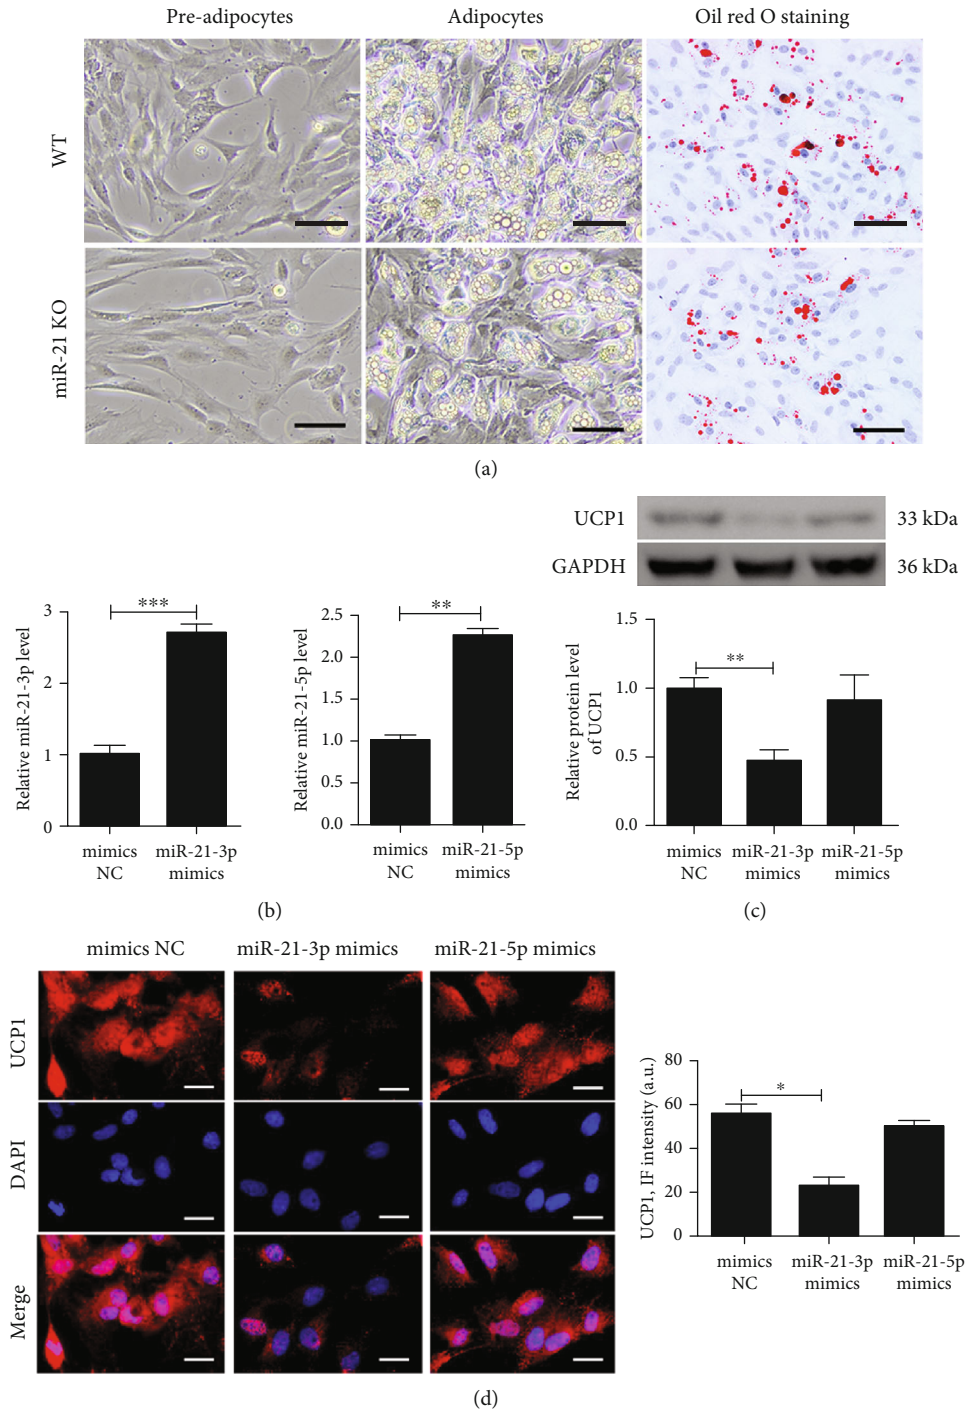 Pre-adipocytes
Adipocytes
Oil red O staining
WT
miR-21 KO
(a)
Relative miR-21-3p level
3
2
1
0
***
mimics
NC
miR-21-3p
mimics
Relative miR-21-5p level
2.5
2.0
1.5
1.0
0.5
0.0
**
mimics
NC
miR-21-5p
mimics
(b)
UCP1
33 kDa
GAPDH
36 kDa
Relative protein level
of UCP1
1.5
1.0
0.5
0.0
**
mimics
NC
miR-21-3p
mimics
miR-21-5p
mimics
(c)
mimics NC
miR-21-3p mimics
miR-21-5p mimics
UCP1
DAPI
Merge
UCP1, IF intensity (a.u.)
80
60
40
20
0
*
mimics
NC
miR-21-3p
mimics
miR-21-5p
mimics
(d)